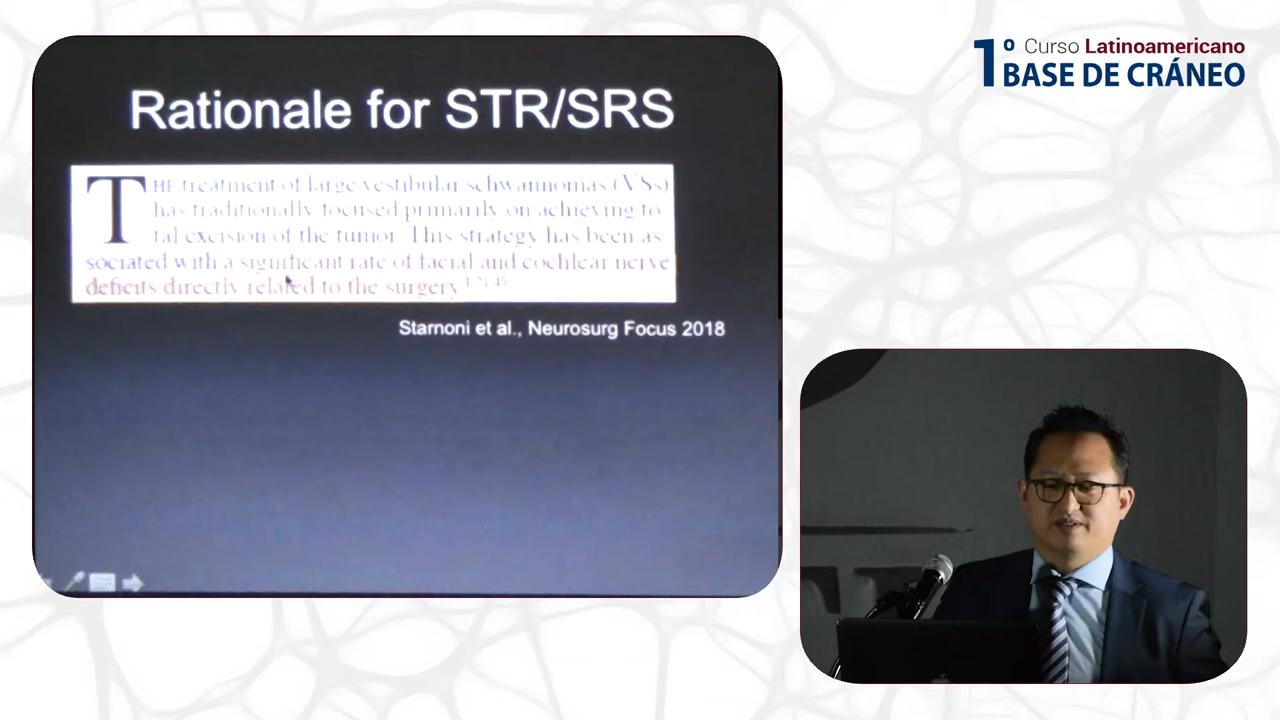 1º Curso Latinoamericano
BASE DE CRÁNEO
Rationale for STR/SRS
THE treatment of large vestibular schwannomas (VSs)
has traditionally focused primarily on achieving to
tal excision of the tumor. This strategy has been as
sociated with a significant rate of facial and cochlear nerve
deficits directly related to the surgery
Starnoni et al., Neurosurg Focus 2018